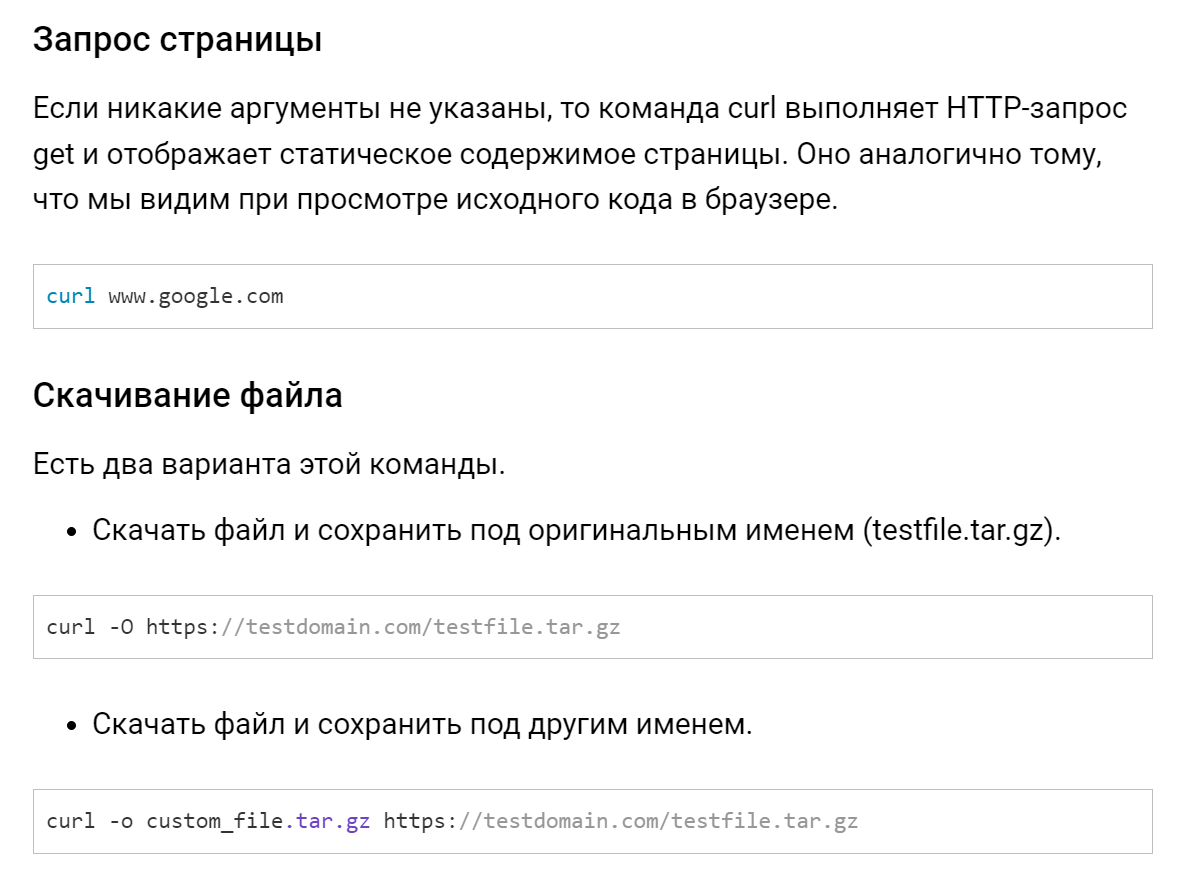 Запрос страницы
Если никакие аргументы не указаны, то команда curl выполняет HTTP-запрос
get и отображает статическое содержимое страницы. Оно аналогично тому,
что мы видим при просмотре исходного кода в браузере.
curl www.google.com
Скачивание файла
Есть два варианта этой команды.
• Скачать файл и сохранить под оригинальным именем (testfile.tar.gz).
curl -O https://testdomain.com/testfile.tar.gz
• Скачать файл и сохранить под другим именем.
curl -o custom_file.tar.gz https://testdomain.com/testfile.tar.gz